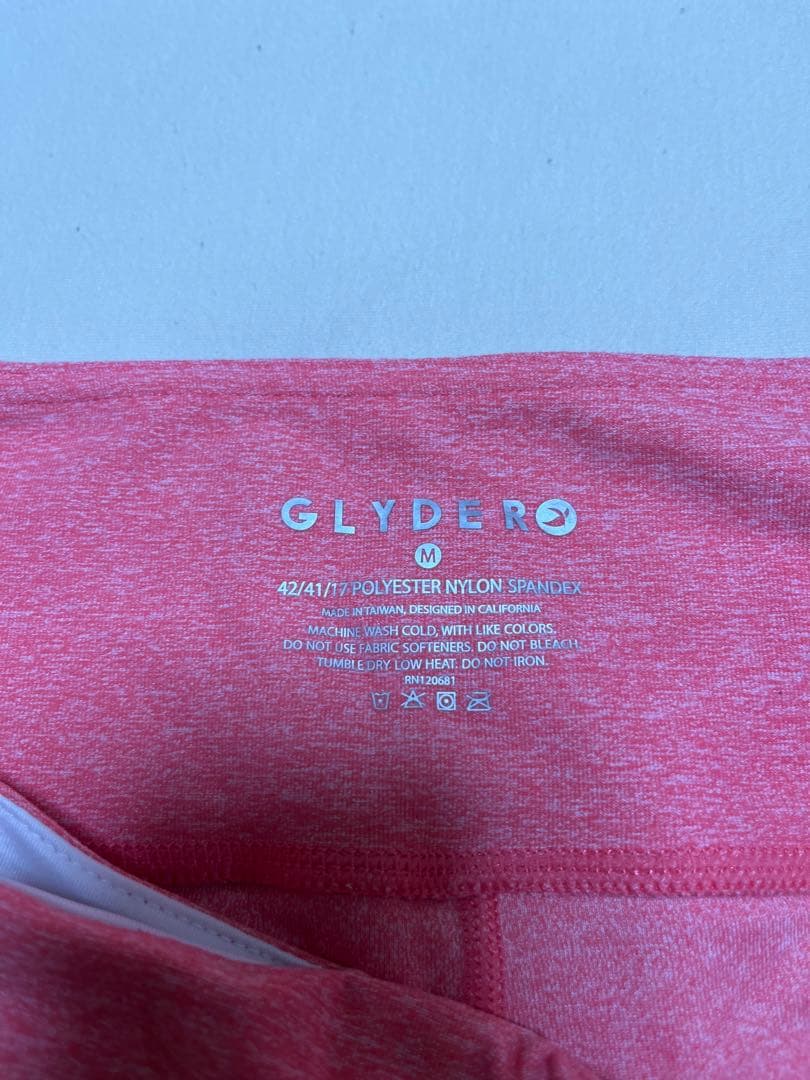 GLYDER
M
42/41/17 POLYESTER NYLON SPANDEX
MADE IN TAIWAN, DESIGNED IN CALIFORNIA
MACHINE WASH COLD, WITH LIKE COLORS.
DO NOT USE FABRIC SOFTENERS. DO NOT BLEACH.
TUMBLE DRY LOW HEAT. DO NOT IRON.
RN120681